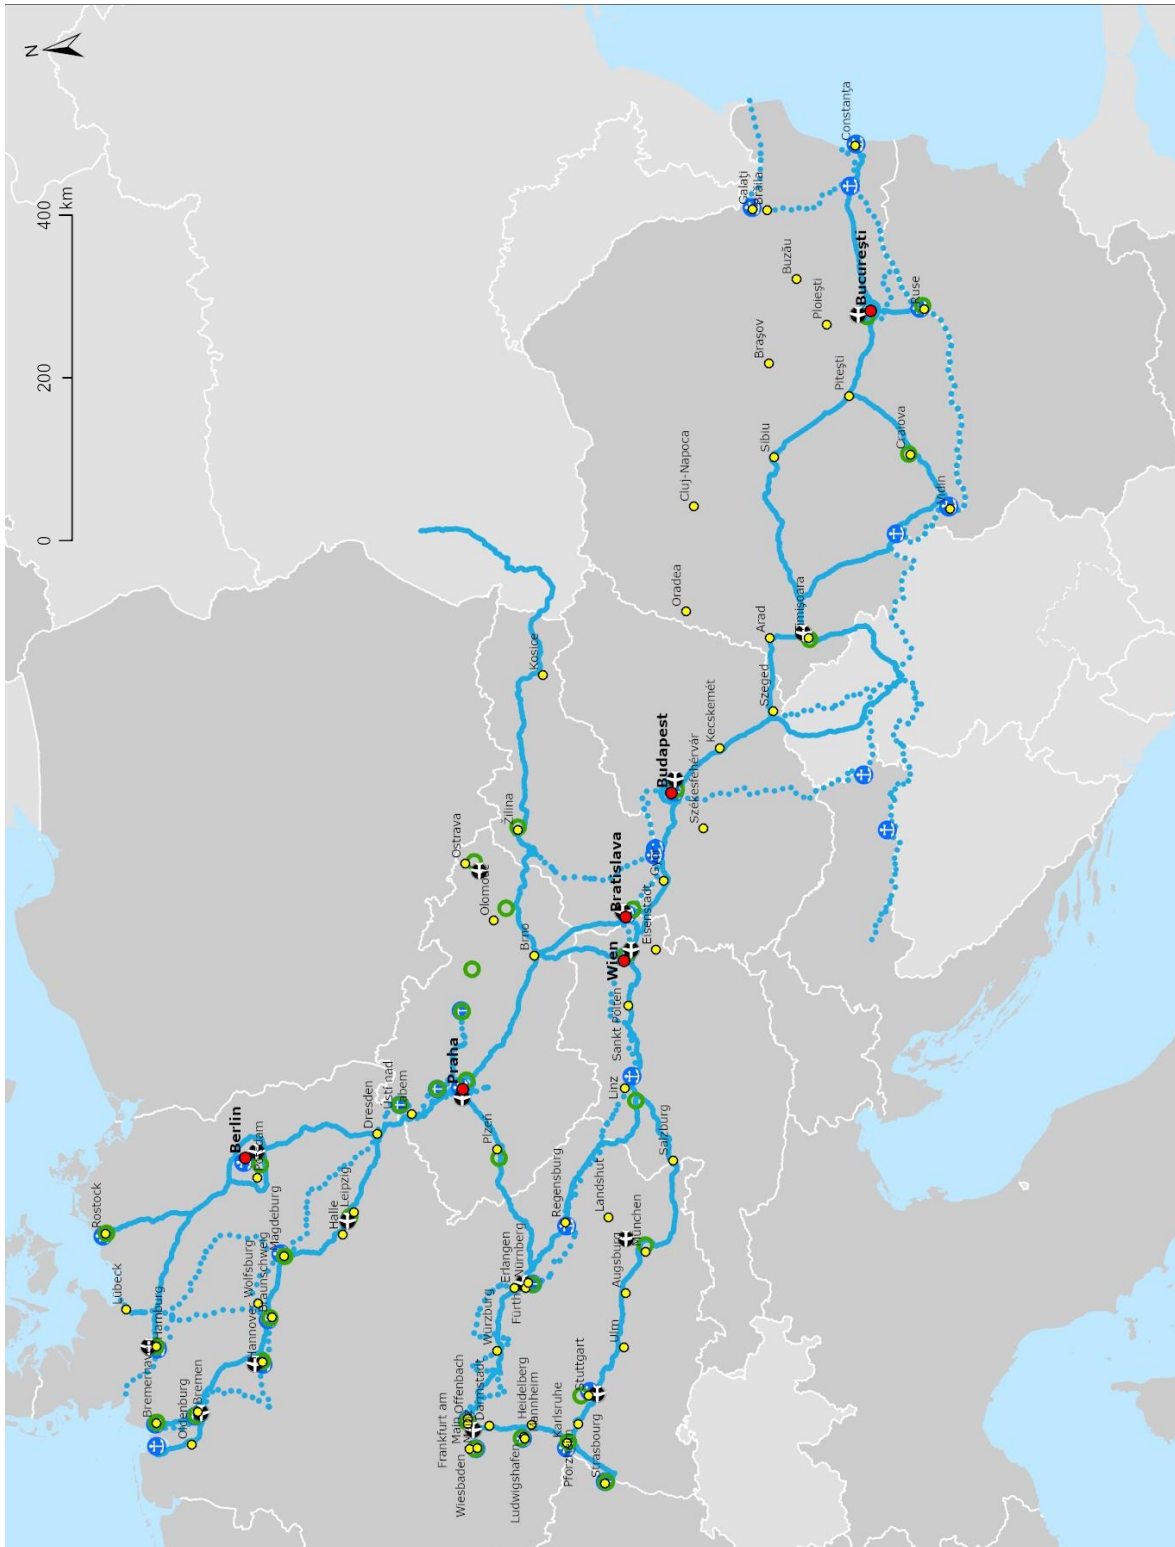 N
0
200
400
km
Rostock
Lübeck
Bremerhaven
Hamburg
Oldenburg
Bremen
Berlin
Potsdam
Hannover
Wolfsburg
Braunschweig
Magdeburg
Halle
Leipzig
Dresden
Ústí nad
Labem
Praha
Frankfurt am
Main
Offenbach
Wiesbaden
Darmstadt
Ostrava
Olomouc
Plzen
Würzburg
Erlangen
Fürth
Nürnberg
Žilina
Ludwigshafen
Heidelberg
Mannheim
Brno
Kosice
Regensburg
Karlsruhe
Pforzheim
Stuttgart
Strasbourg
Landshut
Linz
Sankt Pölten
Wien
Bratislava
Ulm
Augsburg
München
Eisenstadt
Salzburg
Budapest
Székesfehérvár
Kecskemét
Oradea
Cluj-Napoca
Szeged
Arad
Sibiu
Brașov
Galați
Brăila
Timișoara
Buzău
Ploiești
Pitești
Constanța
București
Craiova
Ruse
Vidin